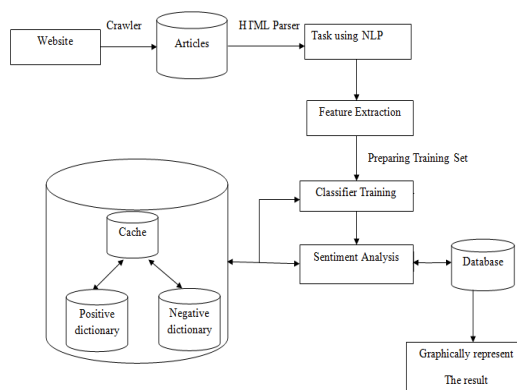 Crawler
HTML Parser
Website
Articles
Task using NLP
Feature Extraction
Preparing Training Set
Classifier Training
Cache
Sentiment Analysis
Database
Positive
dictionary
Negative
dictionary
Graphically represent
The result